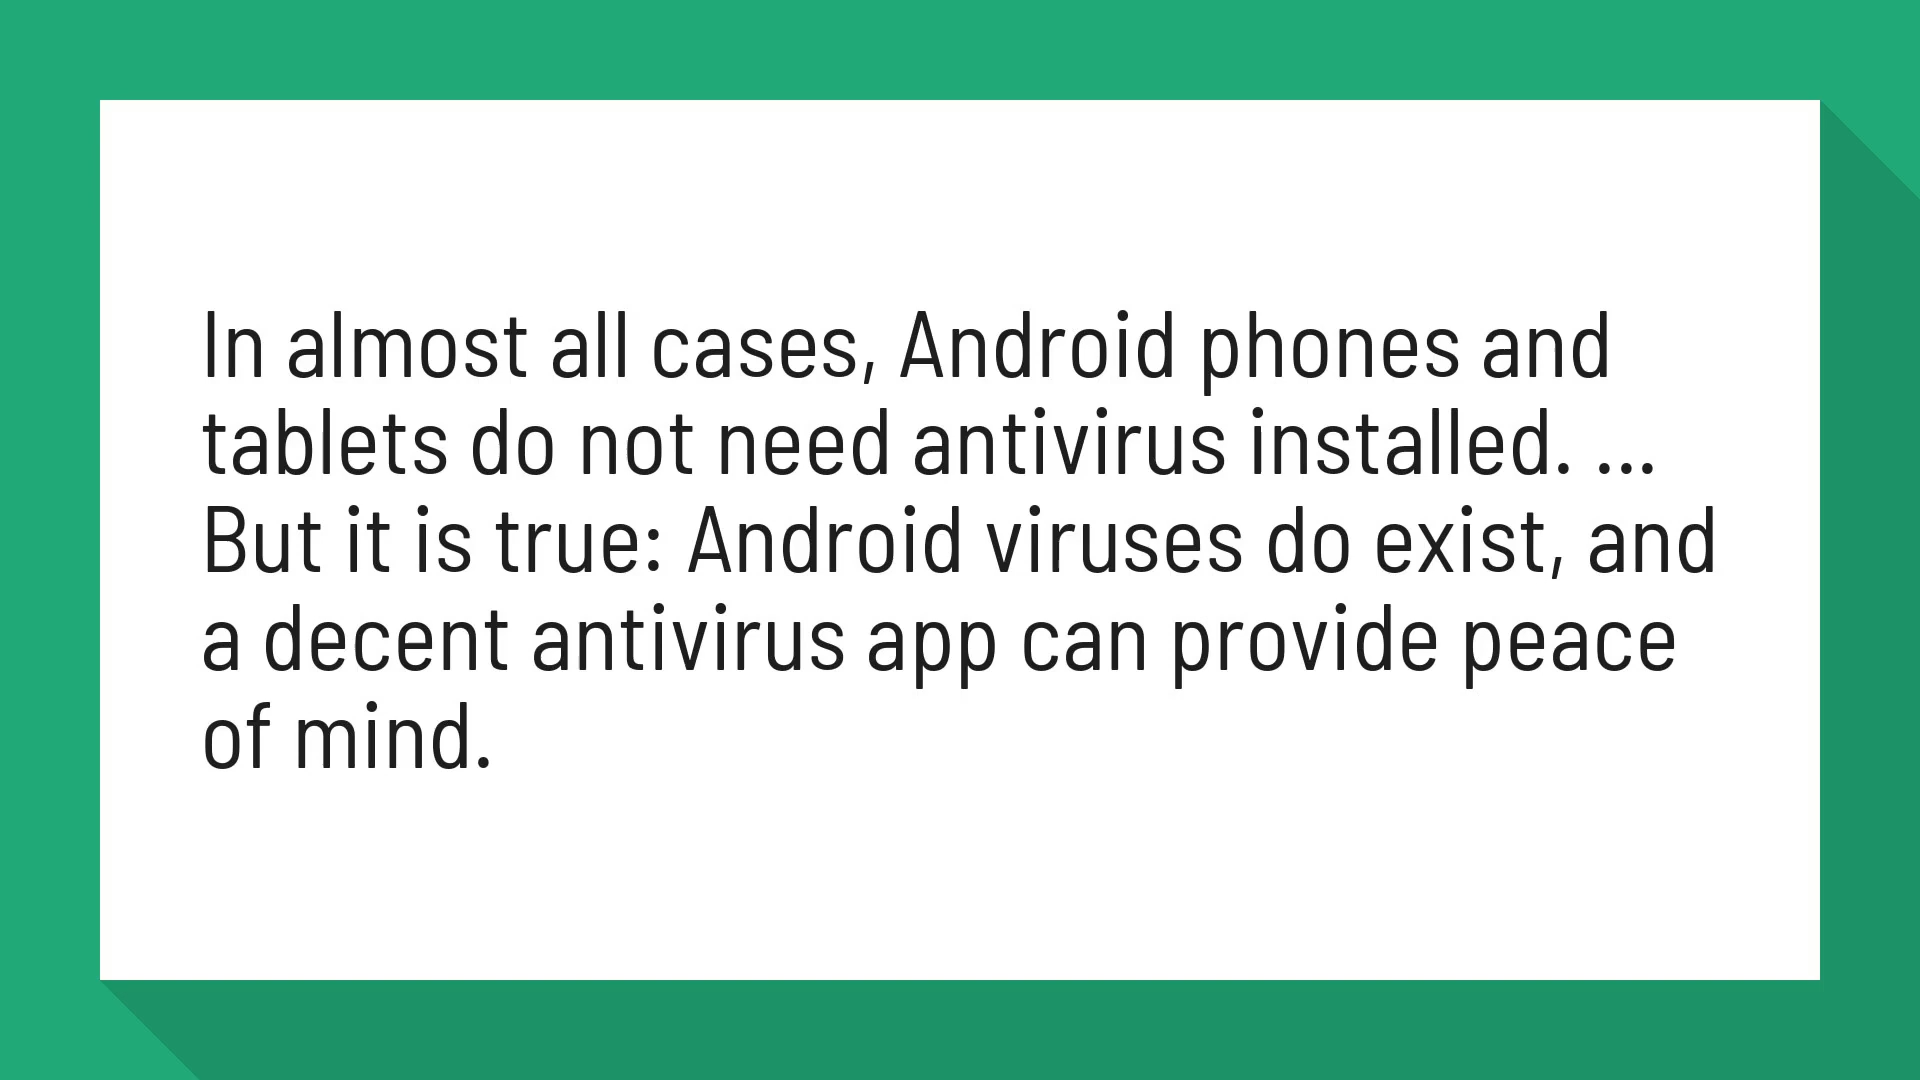 In almost all cases, Android phones and
tablets do not need antivirus installed. ...
But it is true: Android viruses do exist, and
a decent antivirus app can provide peace
of mind.